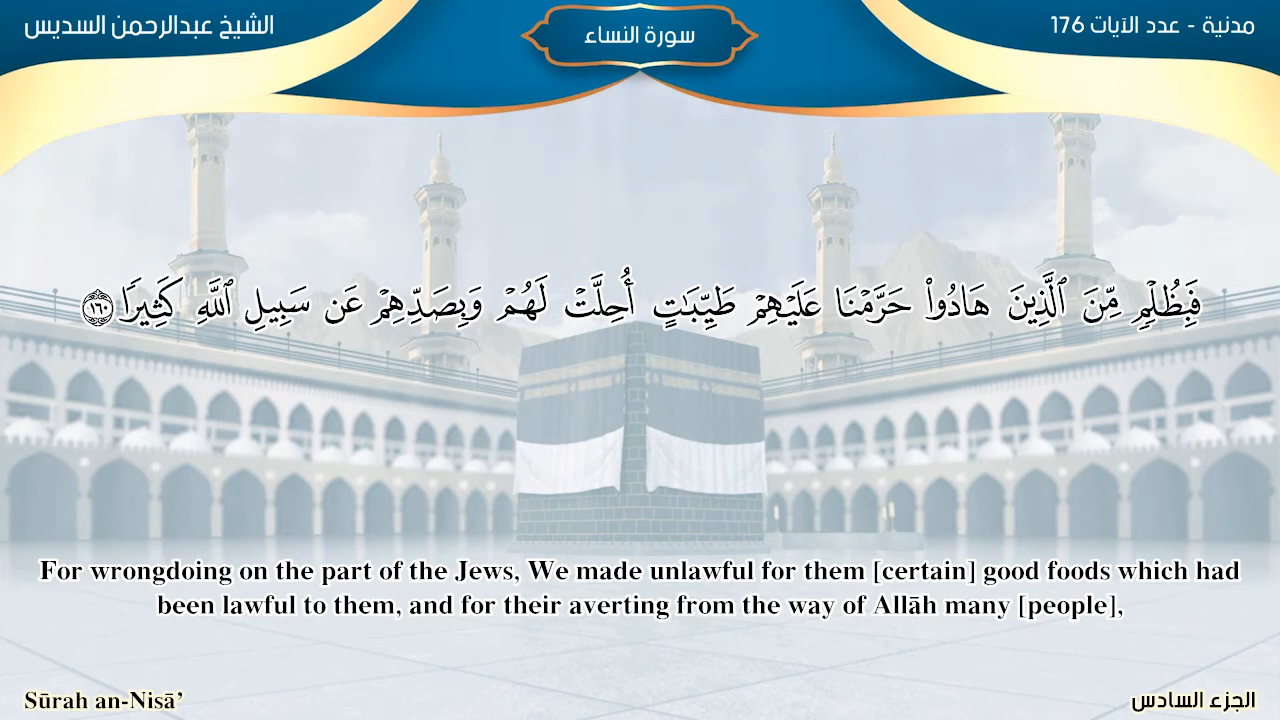 مدنية - عدد الآيات 176
سورة النساء
الشيخ عبدالرحمن السديس
فَبِظُلْمٍ مِّنَ ٱلَّذِينَ هَادُوا۟ حَرَّمْنَا عَلَيْهِمْ طَيِّبَـٰتٍ أُحِلَّتْ لَهُمْ وَبِصَدِّهِمْ عَن سَبِيلِ ٱللَّهِ كَثِيرًا ١٦٠
For wrongdoing on the part of the Jews, We made unlawful for them [certain] good foods which had
been lawful to them, and for their averting from the way of Allāh many [people],
Sūrah an-Nisā’
الجزء السادس